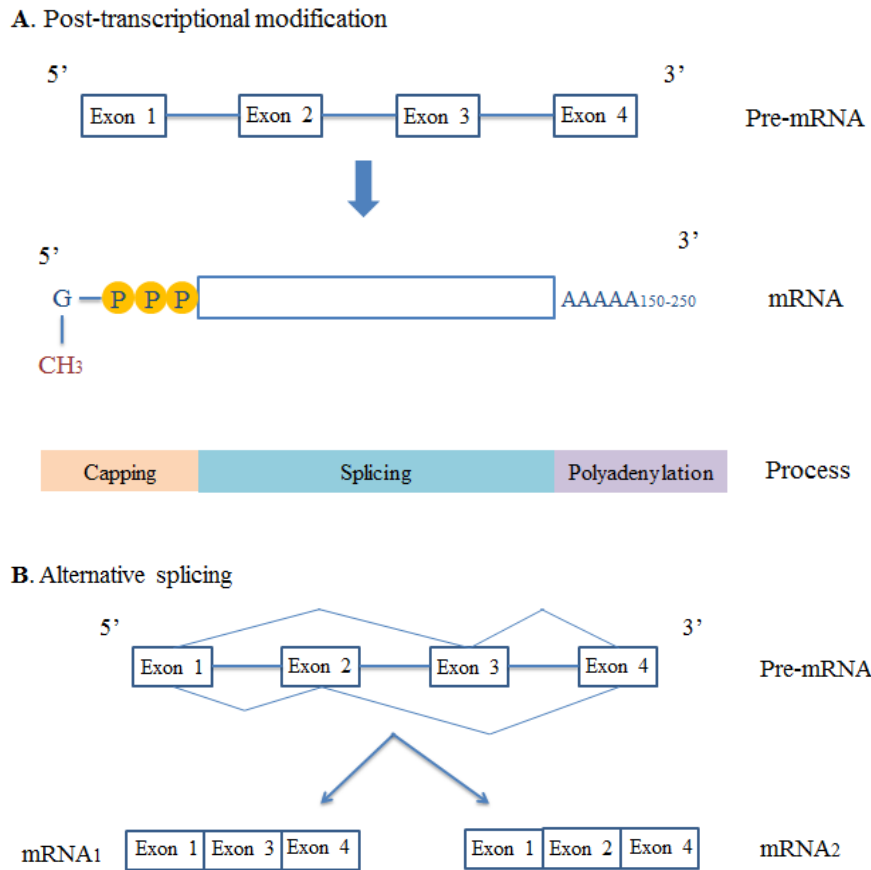 A. Post-transcriptional modification
5’ 3’
Exon 1 Exon 2 Exon 3 Exon 4 Pre-mRNA
5’ 3’
G P P P AAAAA150-250 mRNA
CH3
Capping Splicing Polyadenylation Process
B. Alternative splicing
5’ 3’
Exon 1 Exon 2 Exon 3 Exon 4 Pre-mRNA
mRNA1 Exon 1 Exon 3 Exon 4 Exon 1 Exon 2 Exon 4 mRNA2